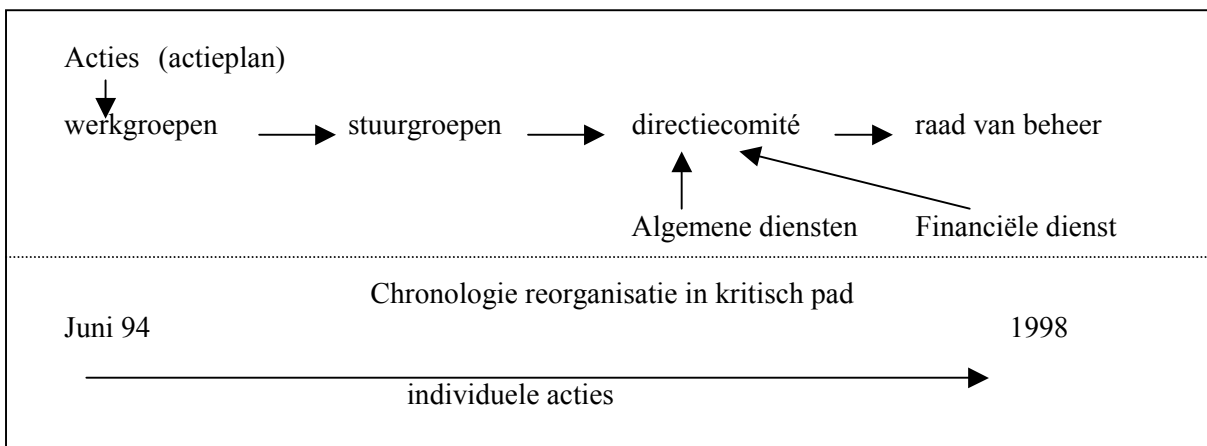 Acties (actieplan)
werkgroepen stuurgroepen directiecomité raad van beheer
Algemene diensten Financiële dienst
Chronologie reorganisatie in kritisch pad
Juni 94 1998
individuele acties